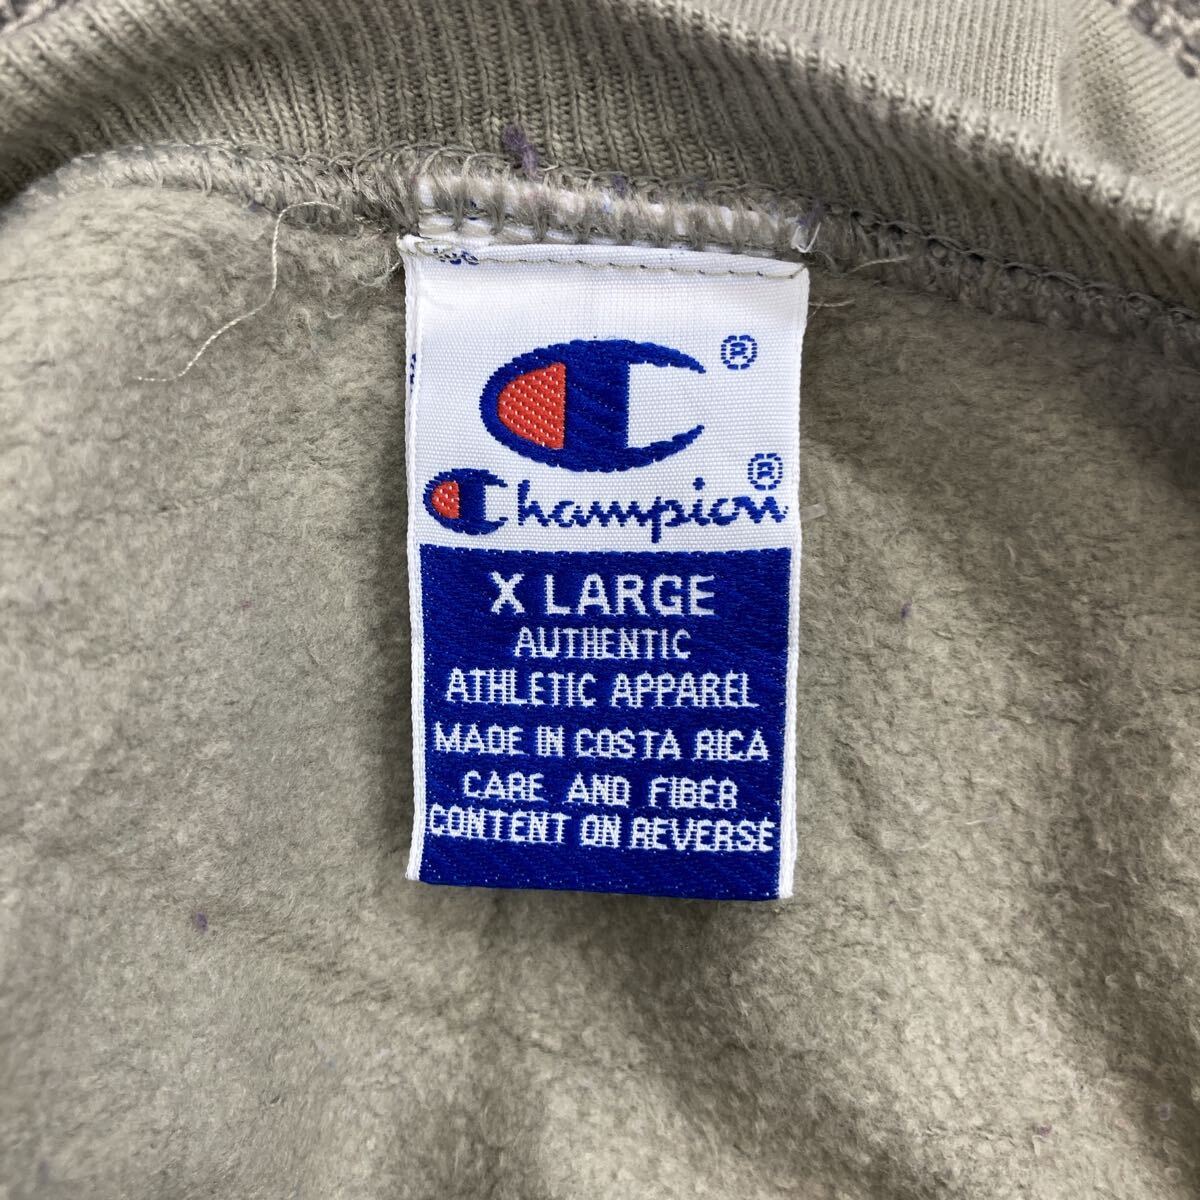 ®
Champion®
X LARGE
AUTHENTIC
ATHLETIC APPAREL
MADE IN COSTA RICA
CARE AND FIBER
CONTENT ON REVERSE